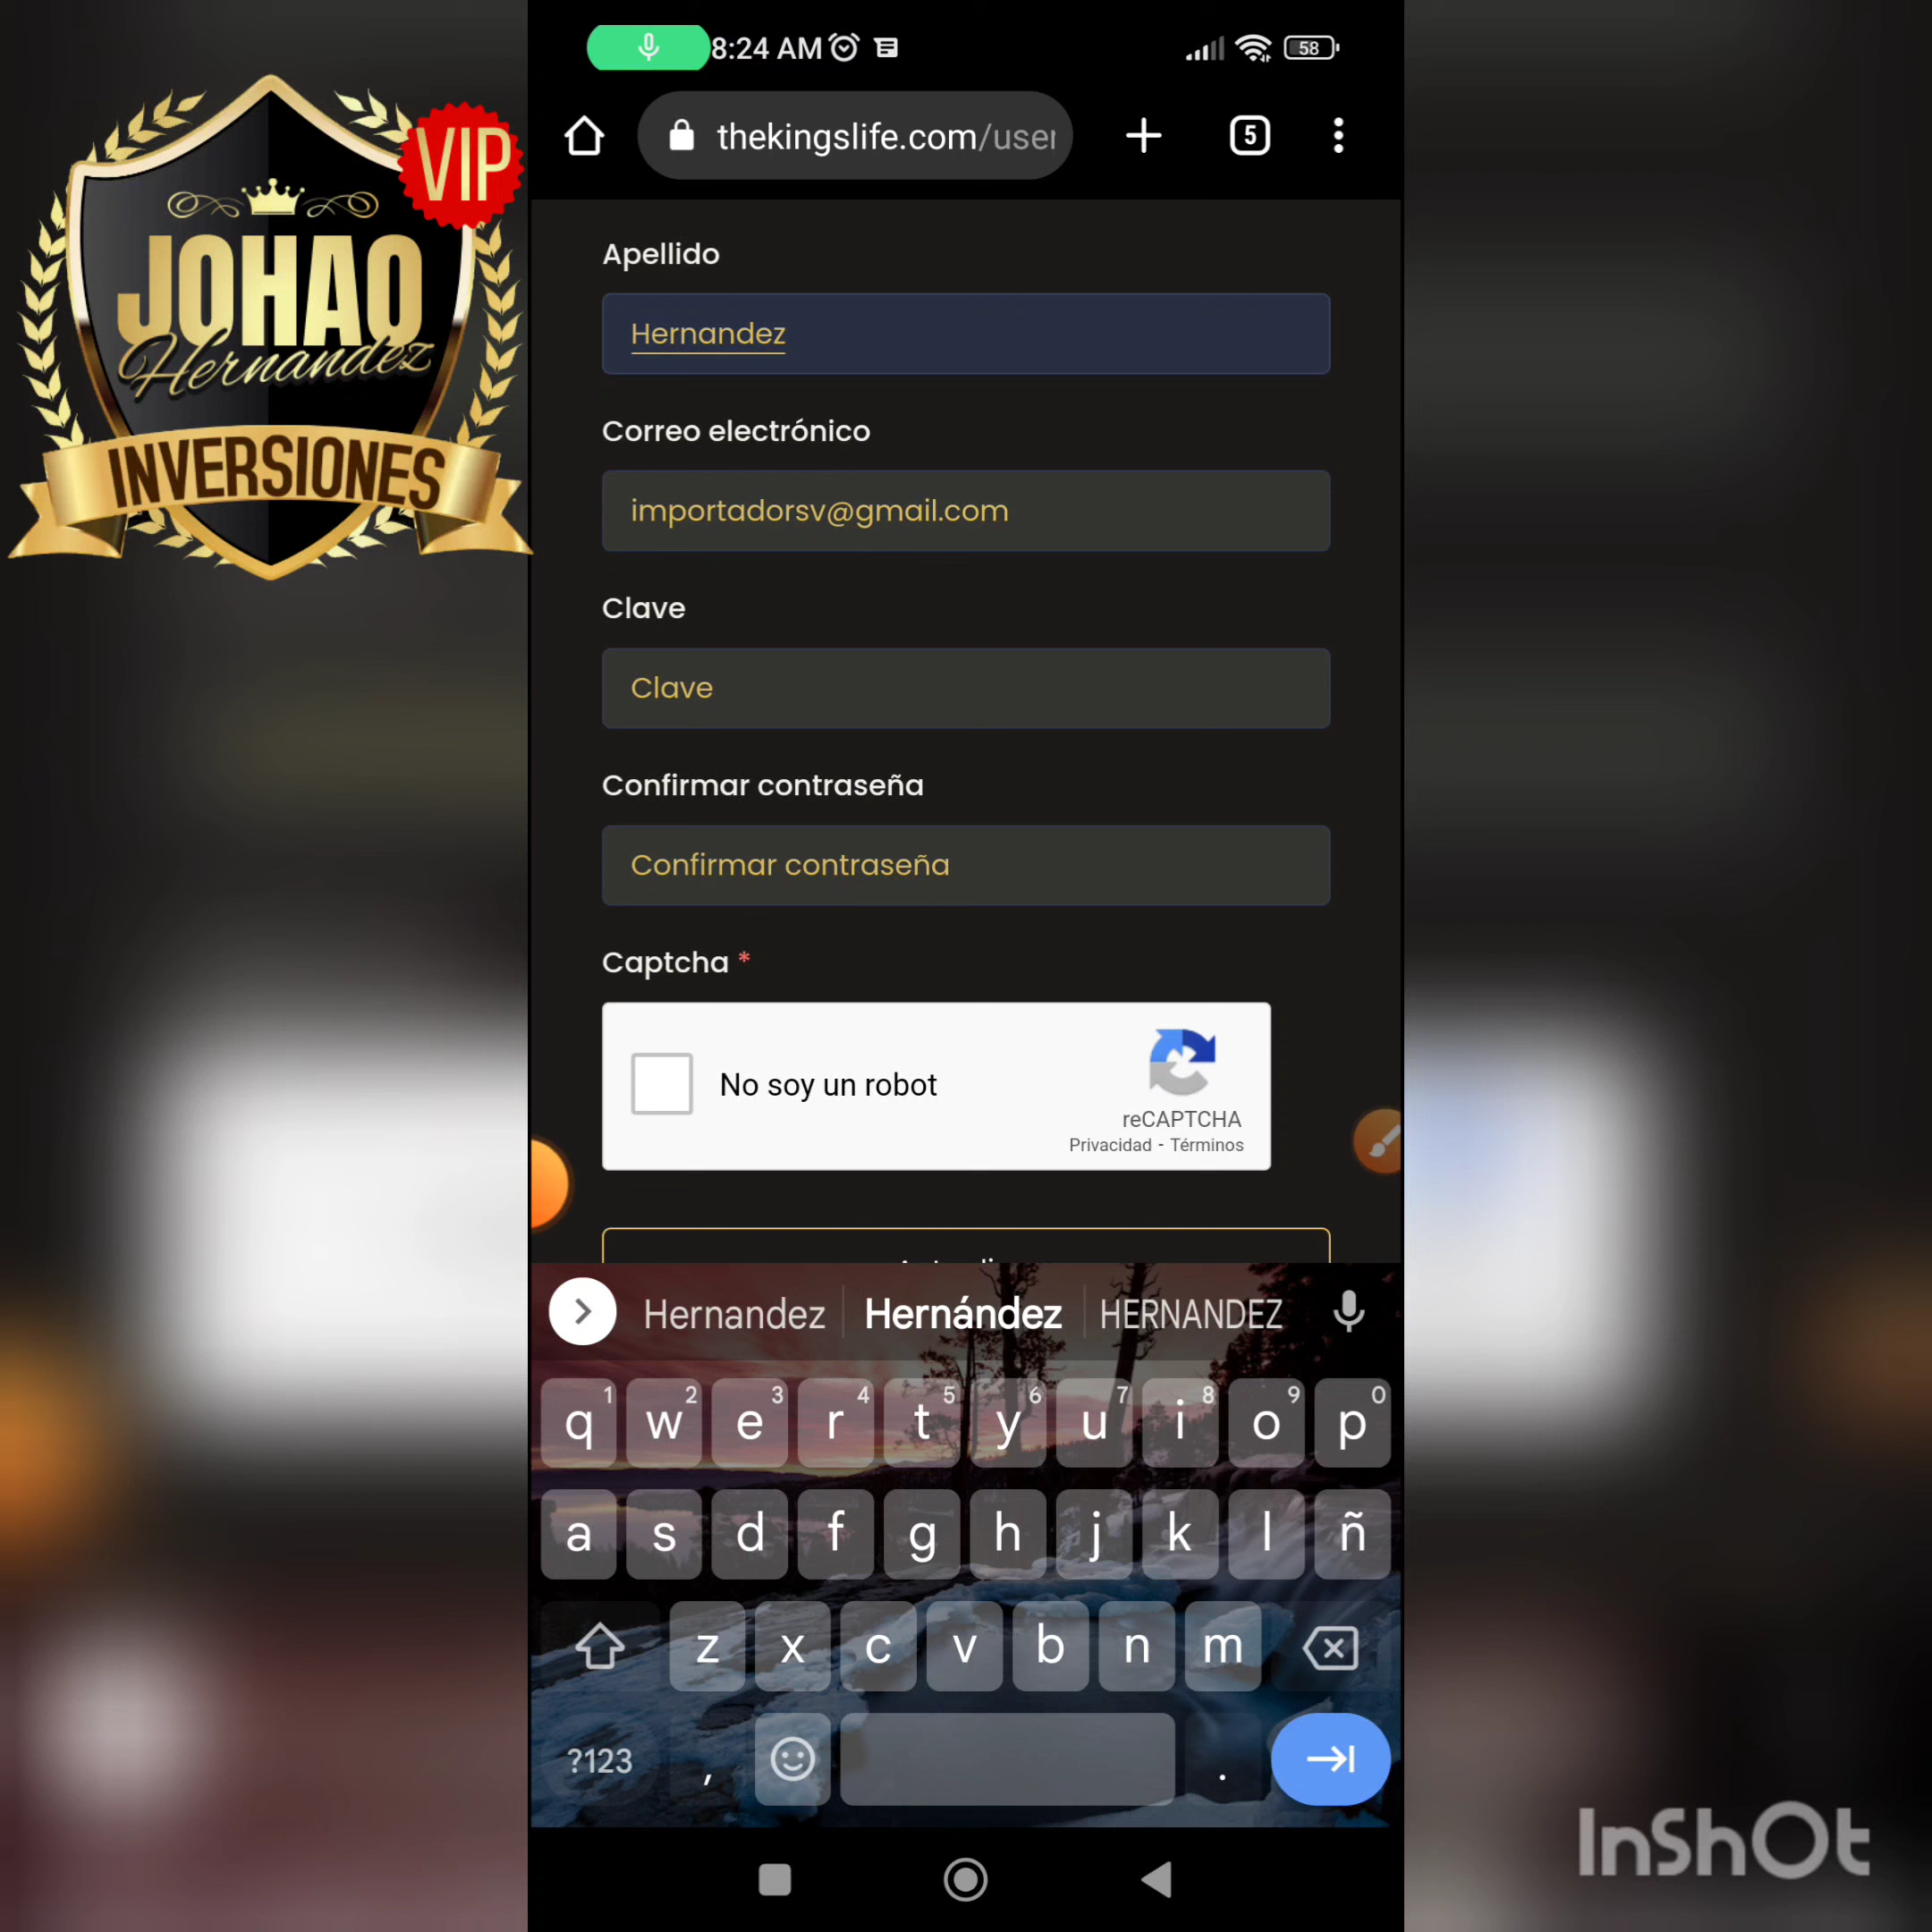 VIP
JOHAO
Hernandez
INVERSIONES
8:24 AM
58
thekingslife.com/user
5
Apellido
Hernandez
Correo electrónico
importadorsv@gmail.com
Clave
Clave
Confirmar contraseña
Confirmar contraseña
Captcha *
No soy un robot
reCAPTCHA
Privacidad - Términos
Hernandez Hernández HERNANDEZ
1 2 3 4 5 6 7 8 9 0
q w e r t y u i o p
a s d f g h j k l ñ
z x c v b n m
?123 , .
InShOt